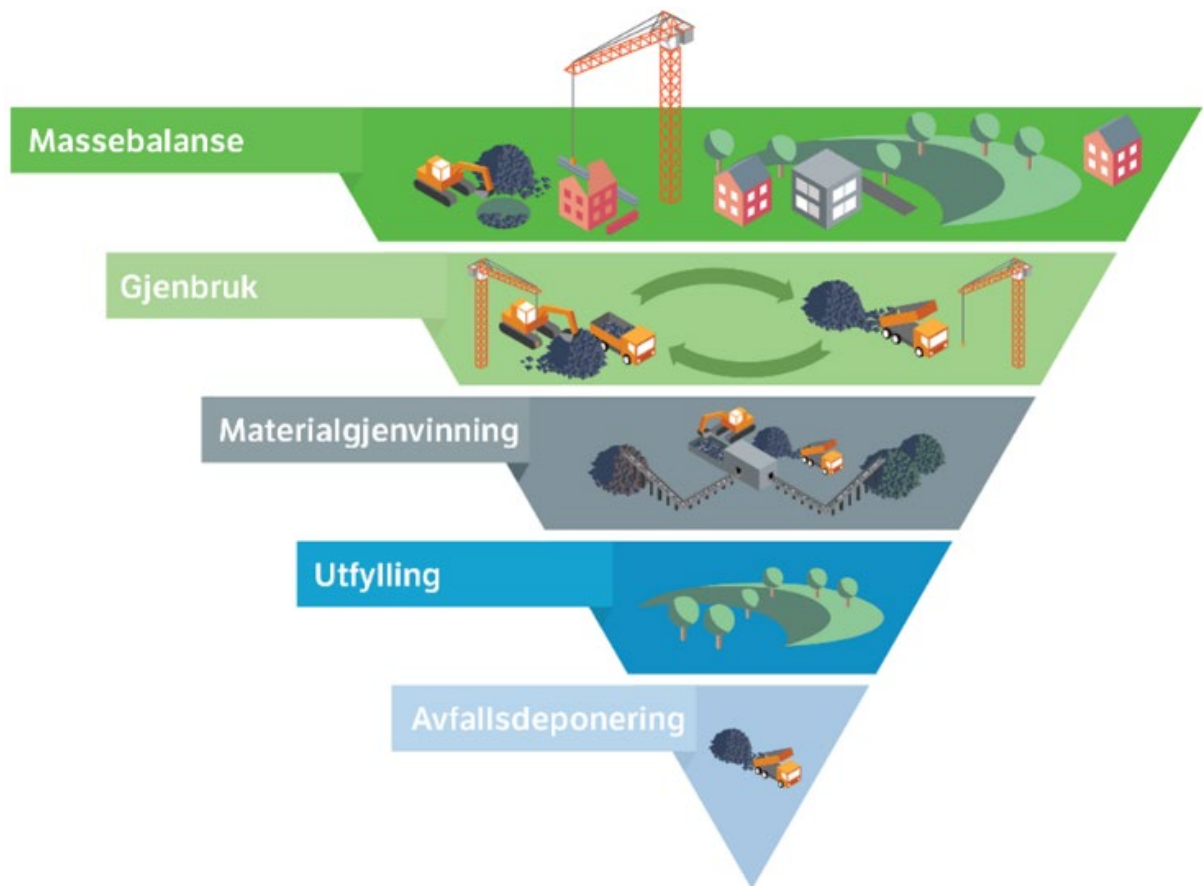 Massebalanse
Gjenbruk
Materialgjenvinning
Utfylling
Avfallsdeponering